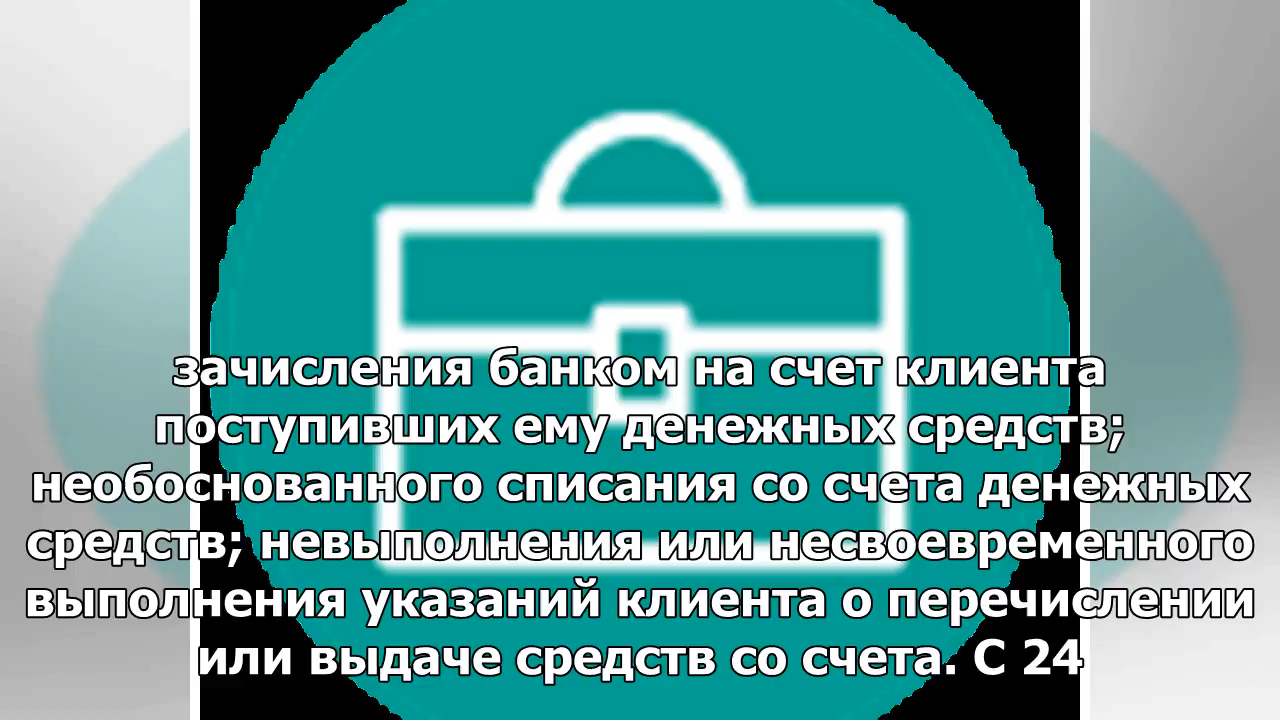 зачисления банком на счет клиента
поступивших ему денежных средств;
необоснованного списания со счета денежных
средств; невыполнения или несвоевременного
выполнения указаний клиента о перечислении
или выдаче средств со счета. С 24